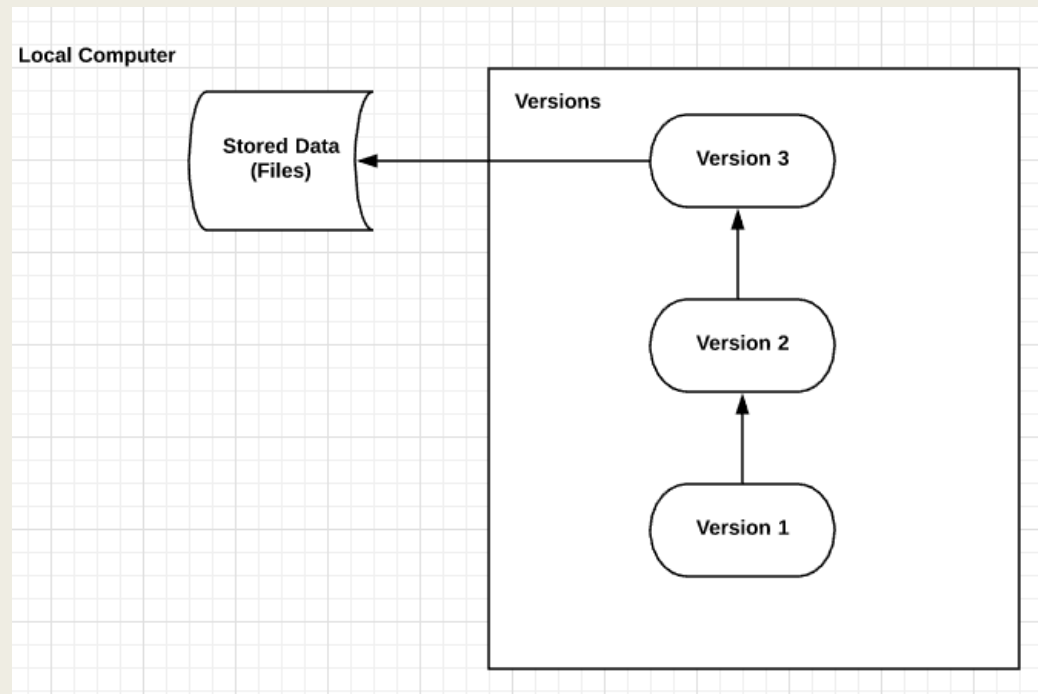 Local Computer
Versions
Stored Data
(Files)
Version 3
Version 2
Version 1